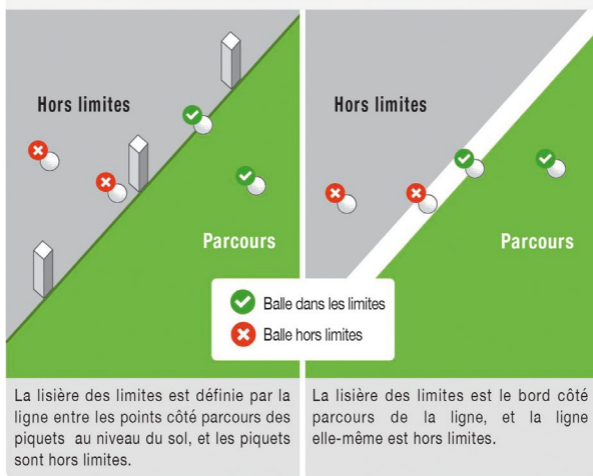 Hors limites
Parcours
Hors limites
Parcours
Balle dans les limites
Balle hors limites
La lisière des limites est définie par la
ligne entre les points côté parcours des
piquets au niveau du sol, et les piquets
sont hors limites.
La lisière des limites est le bord côté
parcours de la ligne, et la ligne
elle-même est hors limites.